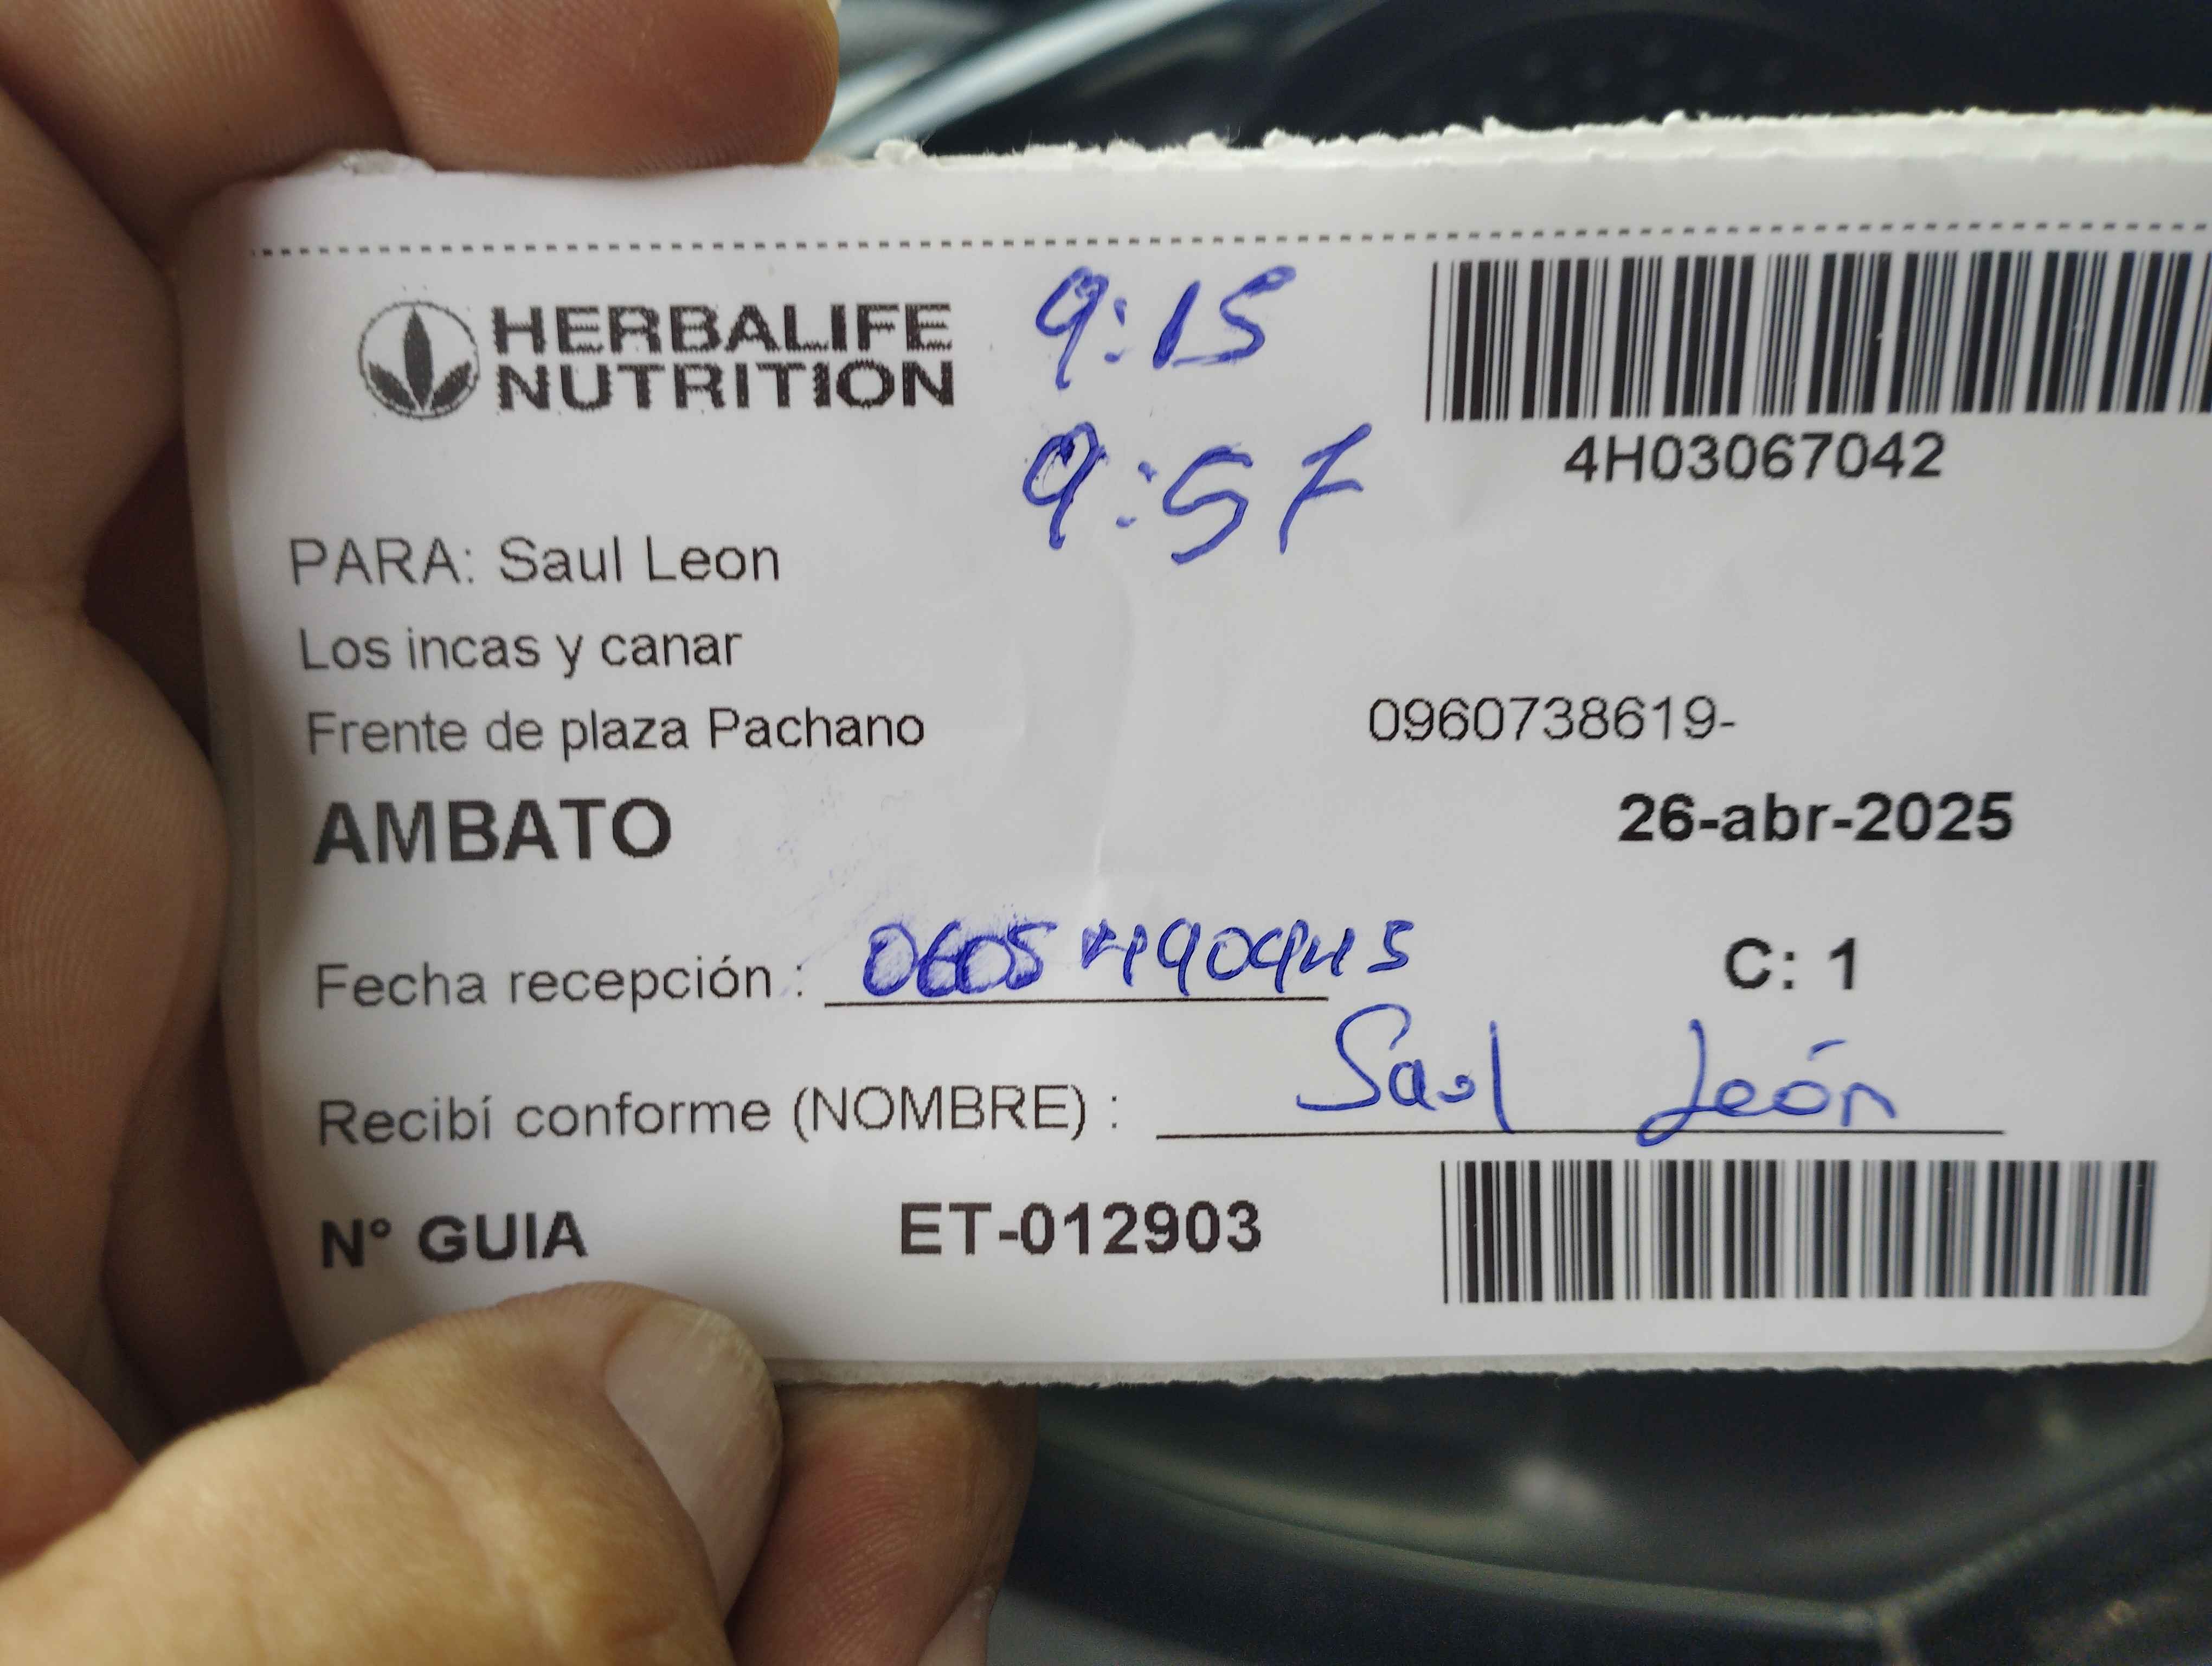 HERBALIFE
NUTRITION
9:15
9:57
4H03067042
PARA: Saul Leon
Los incas y canar
Frente de plaza Pachano
0960738619-
AMBATO
26-abr-2025
Fecha recepción : 0605490945
C: 1
Recibí conforme (NOMBRE) : Saul León
N° GUIA ET-012903